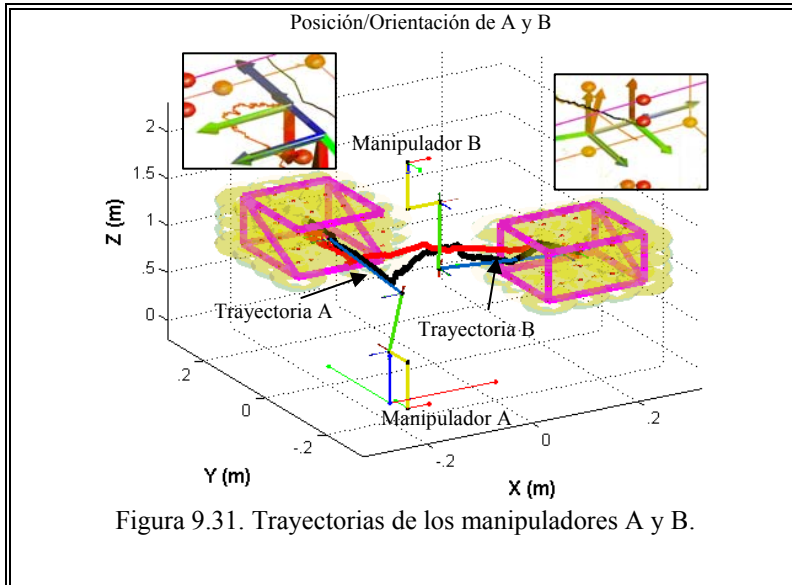 Posición/Orientación de A y B
Manipulador B
Z (m)
2
1.5
1
.5
0
Trayectoria A
Trayectoria B
Manipulador A
.2
0
-.2
Y (m)
-.2
0
.2
X (m)
Figura 9.31. Trayectorias de los manipuladores A y B.